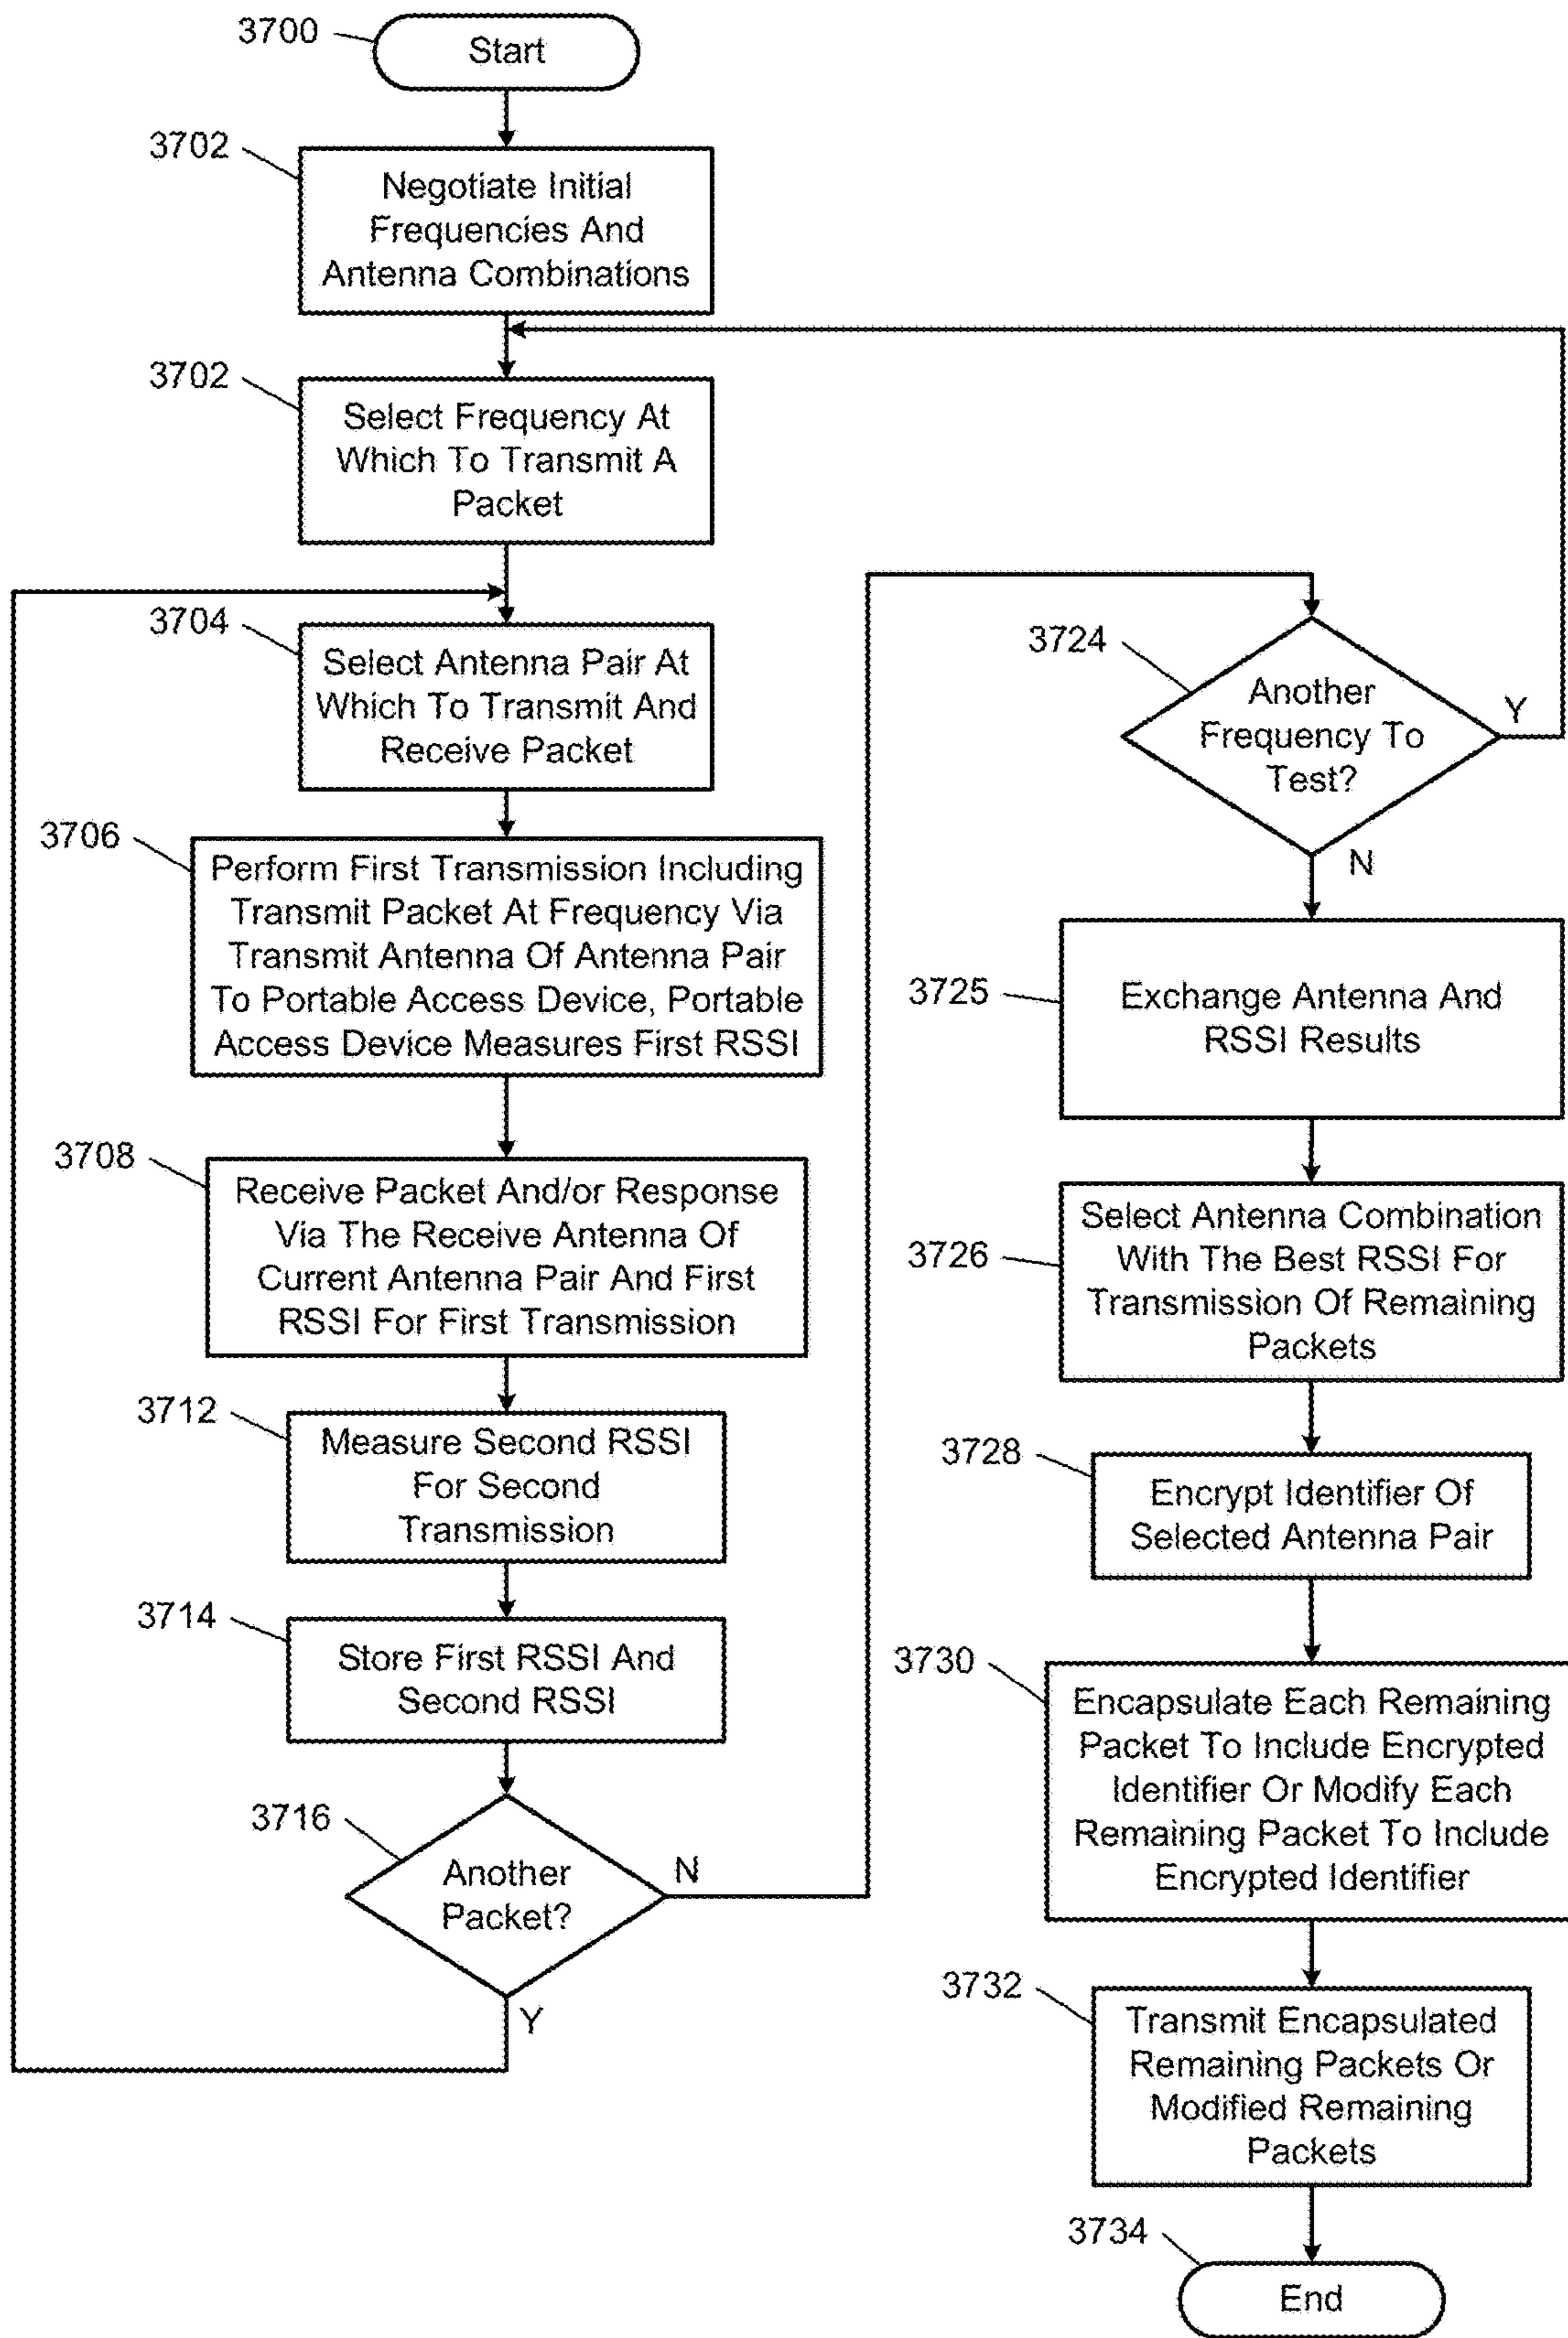 3700
Start
3702
Negotiate Initial
Frequencies And
Antenna Combinations
3702
Select Frequency At
Which To Transmit A
Packet
3704
Select Antenna Pair At
Which To Transmit And
Receive Packet
3706
Perform First Transmission Including
Transmit Packet At Frequency Via
Transmit Antenna Of Antenna Pair
To Portable Access Device, Portable
Access Device Measures First RSSI
3708
Receive Packet And/or Response
Via The Receive Antenna Of
Current Antenna Pair And First
RSSI For First Transmission
3712
Measure Second RSSI
For Second
Transmission
3714
Store First RSSI And
Second RSSI
3716
Another
Packet?
N
Y
3724
Another
Frequency To
Test?
Y
N
3725
Exchange Antenna And
RSSI Results
3726
Select Antenna Combination
With The Best RSSI For
Transmission Of Remaining
Packets
3728
Encrypt Identifier Of
Selected Antenna Pair
3730
Encapsulate Each Remaining
Packet To Include Encrypted
Identifier Or Modify Each
Remaining Packet To Include
Encrypted Identifier
3732
Transmit Encapsulated
Remaining Packets Or
Modified Remaining
Packets
3734
End